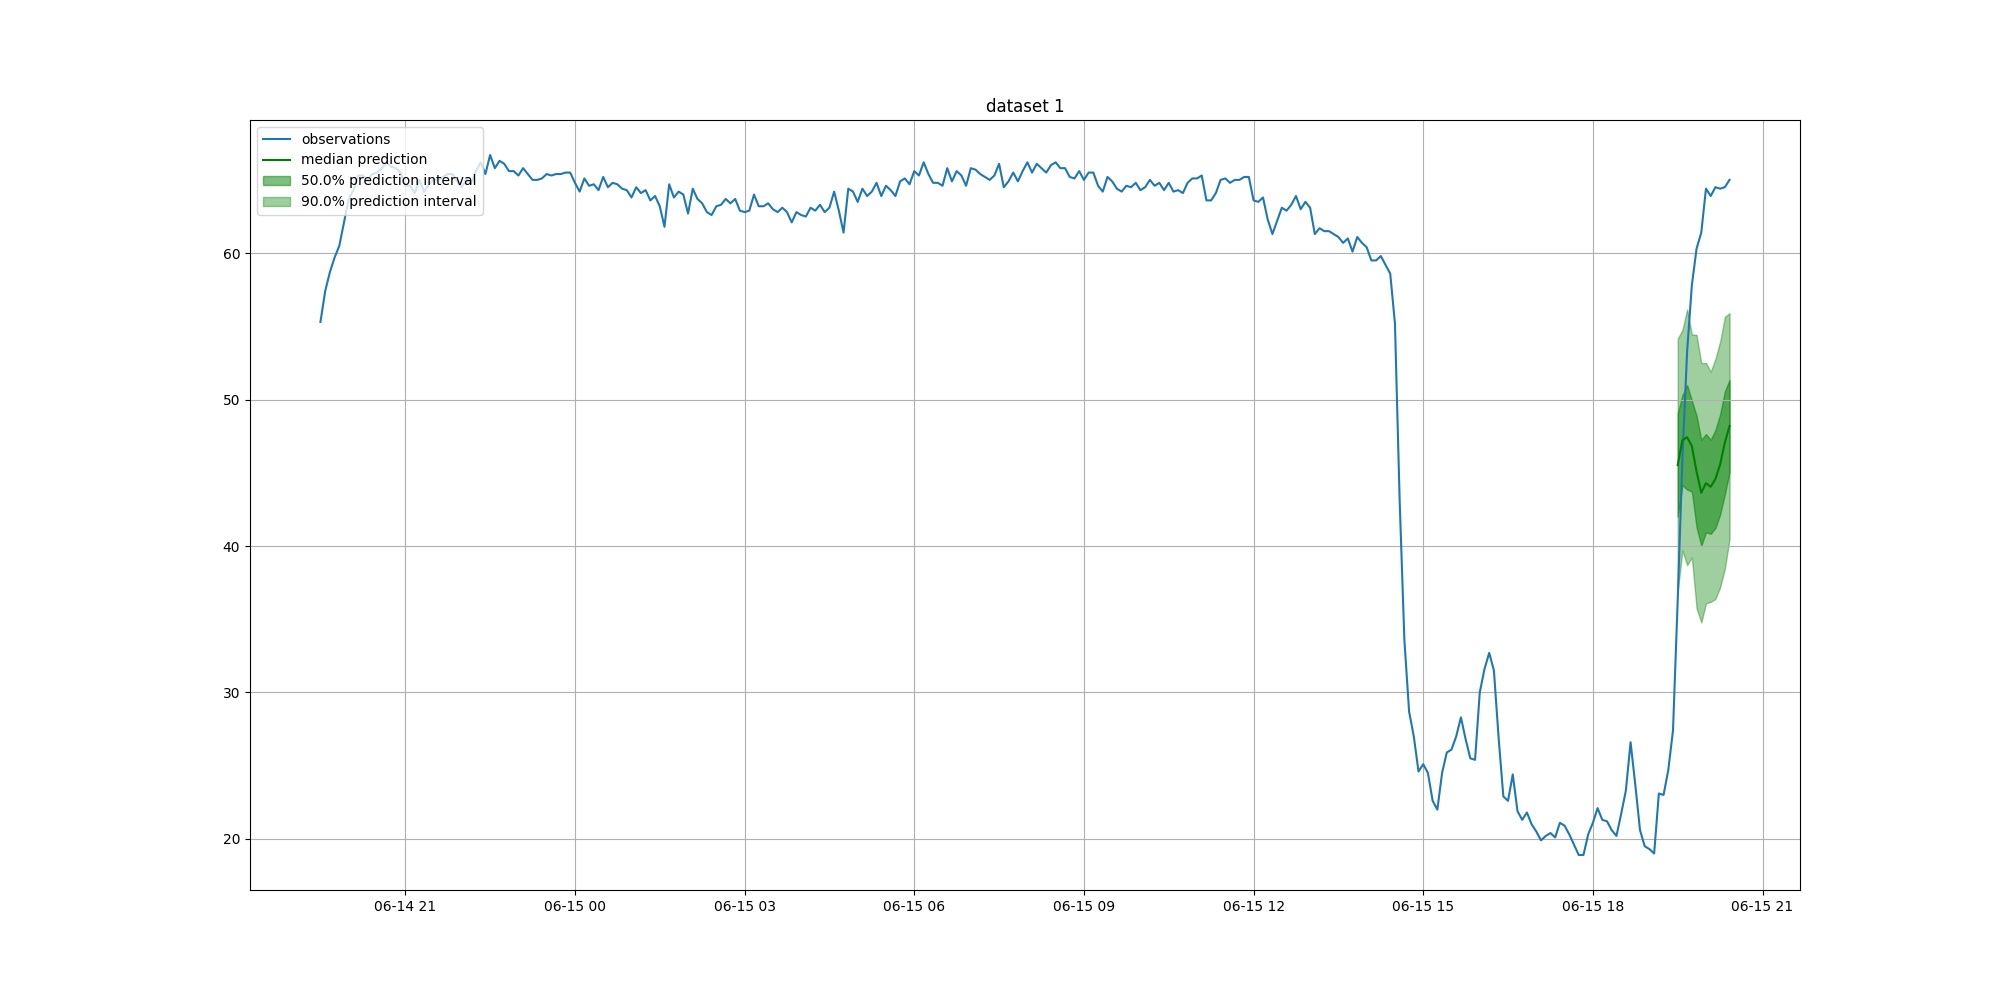 dataset 1
observations
median prediction
50.0% prediction interval
90.0% prediction interval
60
50
40
30
20
06-14 21
06-15 00
06-15 03
06-15 06
06-15 09
06-15 12
06-15 15
06-15 18
06-15 21